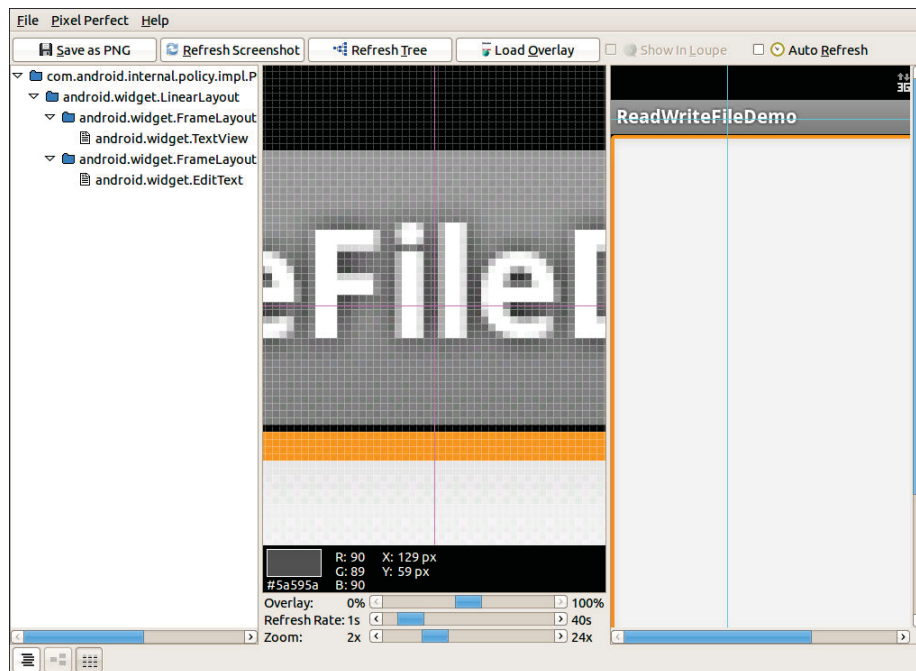 File Pixel Perfect Help
Save as PNG Refresh Screenshot Refresh Tree Load Overlay Show In Loupe Auto Refresh
com.android.internal.policy.impl.P
android.widget.LinearLayout
android.widget.FrameLayout
android.widget.TextView
android.widget.FrameLayout
android.widget.EditText
eFileD
3G
ReadWriteFileDemo
#5a595a
R: 90 X: 129 px
G: 89 Y: 59 px
B: 90
Overlay: 0% 100%
Refresh Rate: 1s 40s
Zoom: 2x 24x